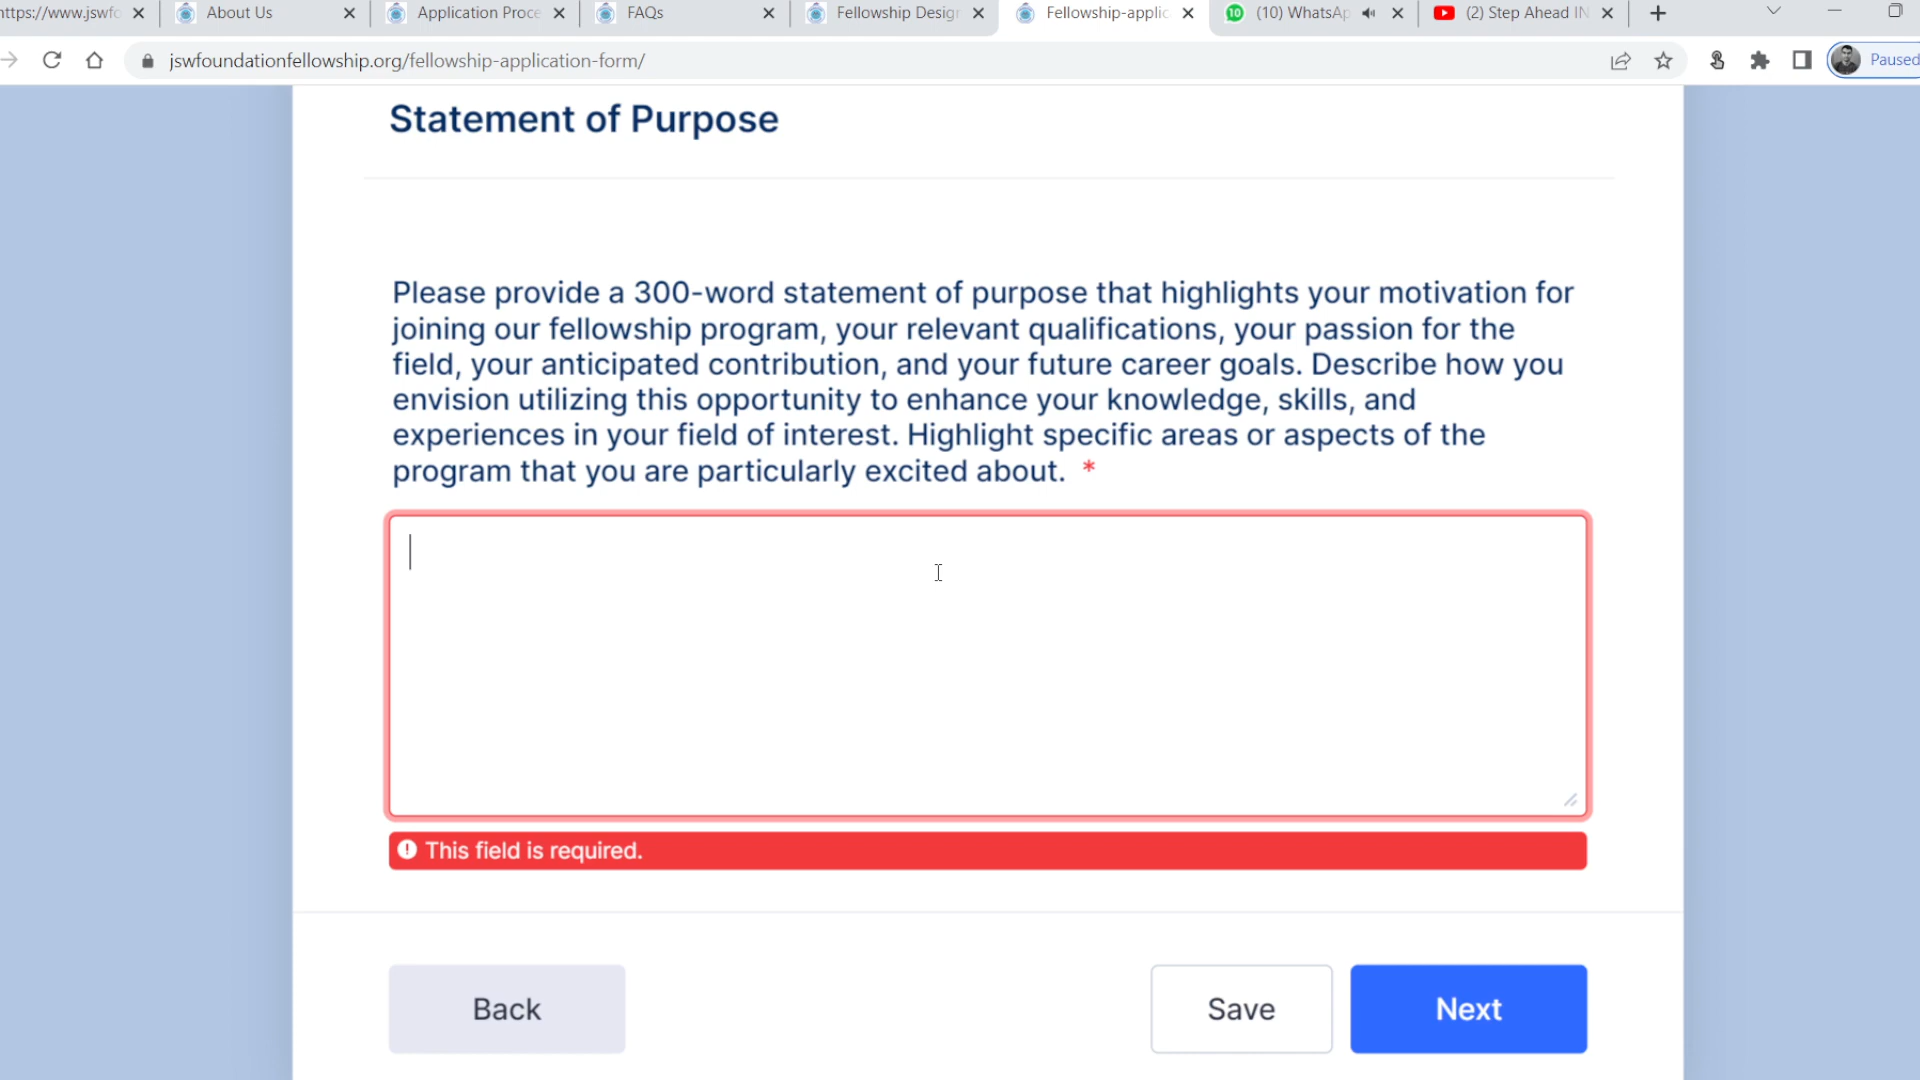 https://www.jswfo
About Us
Application Proce
FAQs
Fellowship Design
Fellowship-applic
10 (10) WhatsAp
(2) Step Ahead IN
jswfoundationfellowship.org/fellowship-application-form/
Paused
Statement of Purpose
Please provide a 300-word statement of purpose that highlights your motivation for
joining our fellowship program, your relevant qualifications, your passion for the
field, your anticipated contribution, and your future career goals. Describe how you
envision utilizing this opportunity to enhance your knowledge, skills, and
experiences in your field of interest. Highlight specific areas or aspects of the
program that you are particularly excited about. *
This field is required.
Back
Save
Next